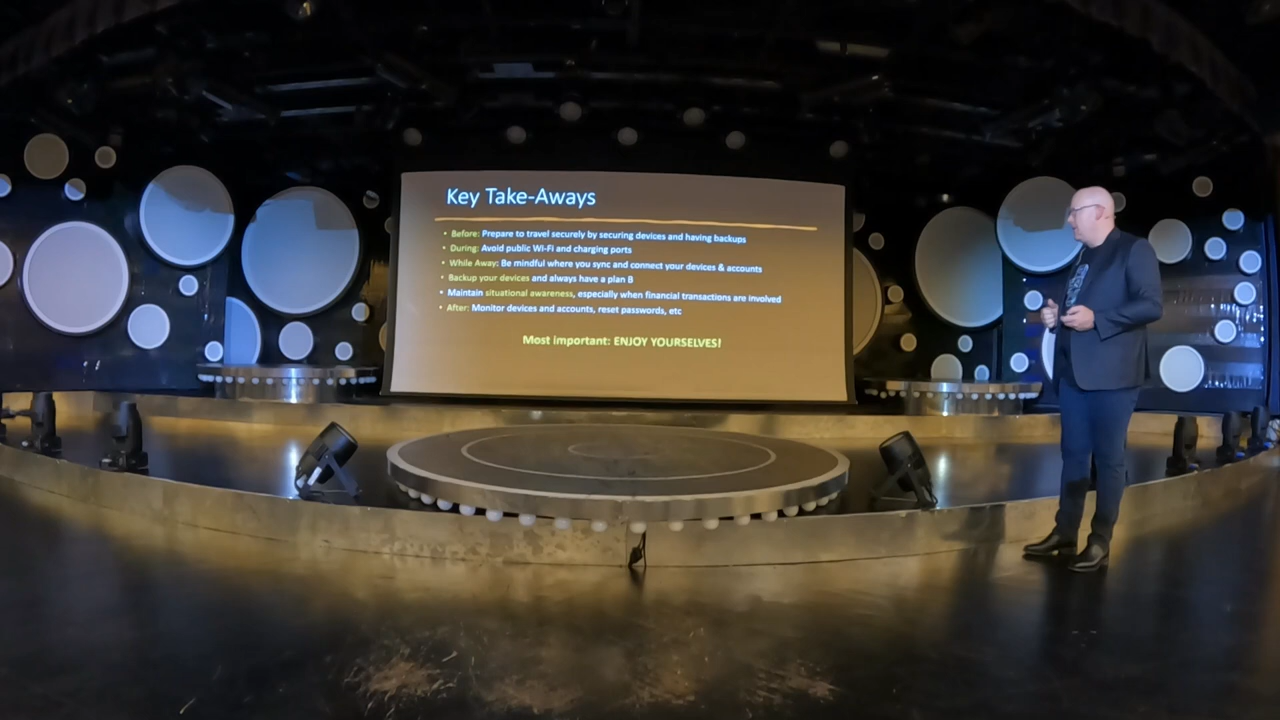 Key Take-Aways
• Before: Prepare to travel securely by securing devices and having backups
• During: Avoid public Wi-Fi and charging ports
• While Away: Be mindful where you sync and connect your devices & accounts
• Backup your devices and always have a plan B
• Maintain situational awareness, especially when financial transactions are involved
• After: Monitor devices and accounts, reset passwords, etc
Most important: ENJOY YOURSELVES!